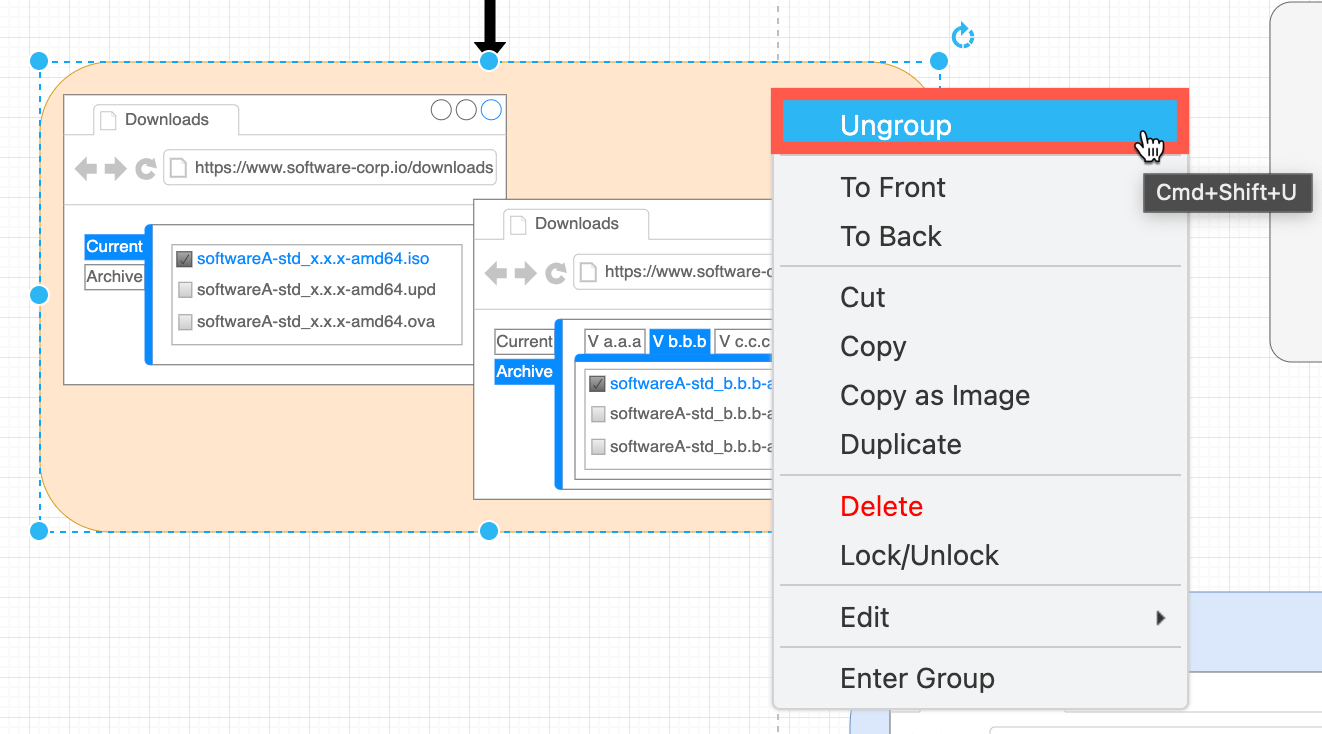 Downloads
https://www.software-corp.io/downloads
Current
Archive
softwareA-std_x.x.x-amd64.iso
softwareA-std_x.x.x-amd64.upd
softwareA-std_x.x.x-amd64.ova
Downloads
https://www.software-c
Current
Archive
V a.a.a V b.b.b V c.c.c
softwareA-std_b.b.b-a
softwareA-std_b.b.b-a
softwareA-std_b.b.b-a
Ungroup
Cmd+Shift+U
To Front
To Back
Cut
Copy
Copy as Image
Duplicate
Delete
Lock/Unlock
Edit
Enter Group